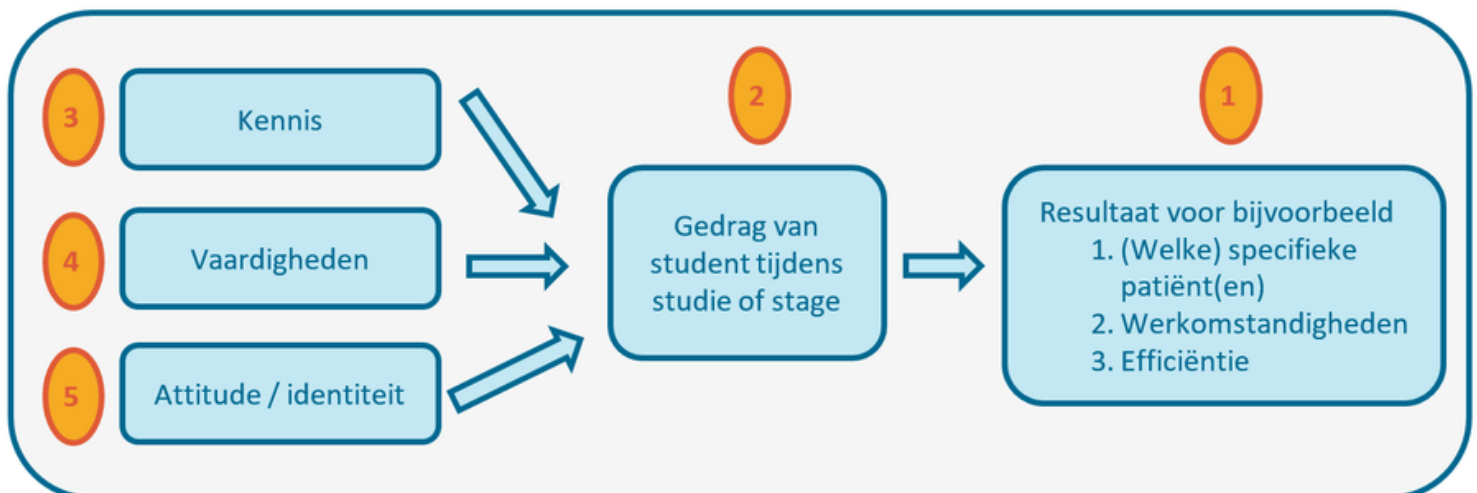 3
Kennis
4
Vaardigheden
5
Attitude / identiteit
2
Gedrag van
student tijdens
studie of stage
1
Resultaat voor bijvoorbeeld
1. (Welke) specifieke
patiënt(en)
2. Werkomstandigheden
3. Efficiëntie